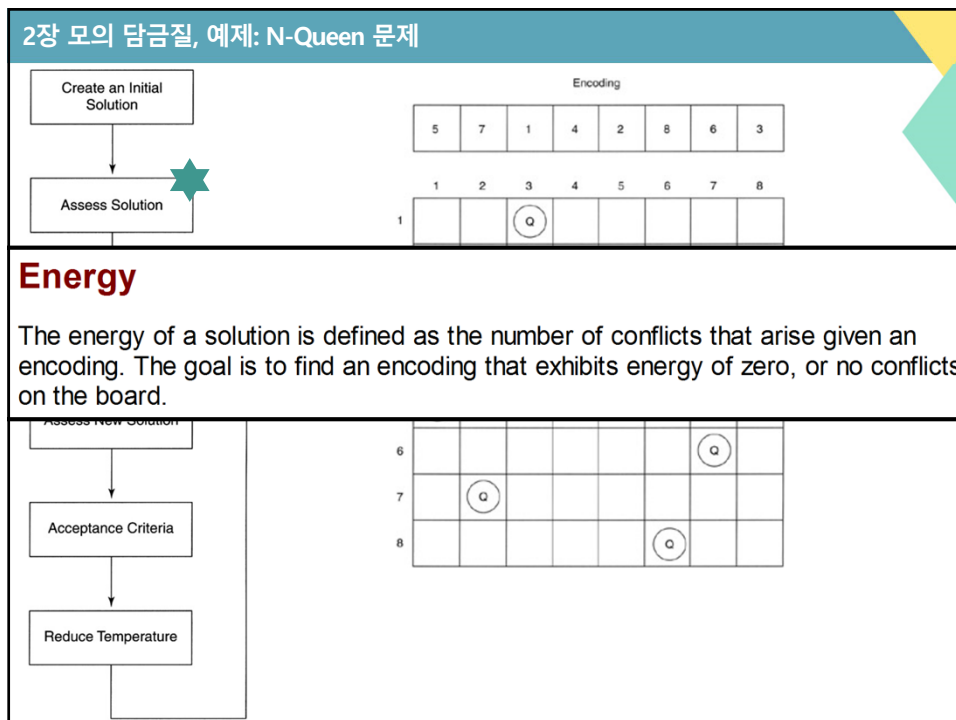 2장 모의 담금질, 예제: N-Queen 문제
Create an Initial
Solution
Assess Solution
Encoding
5 7 1 4 2 8 6 3
1 2 3 4 5 6 7 8
1 Q
Energy
The energy of a solution is defined as the number of conflicts that arise given an
encoding. The goal is to find an encoding that exhibits energy of zero, or no conflicts
on the board.
Assess New Solution
6 Q
7 Q
8 Q
Acceptance Criteria
Reduce Temperature